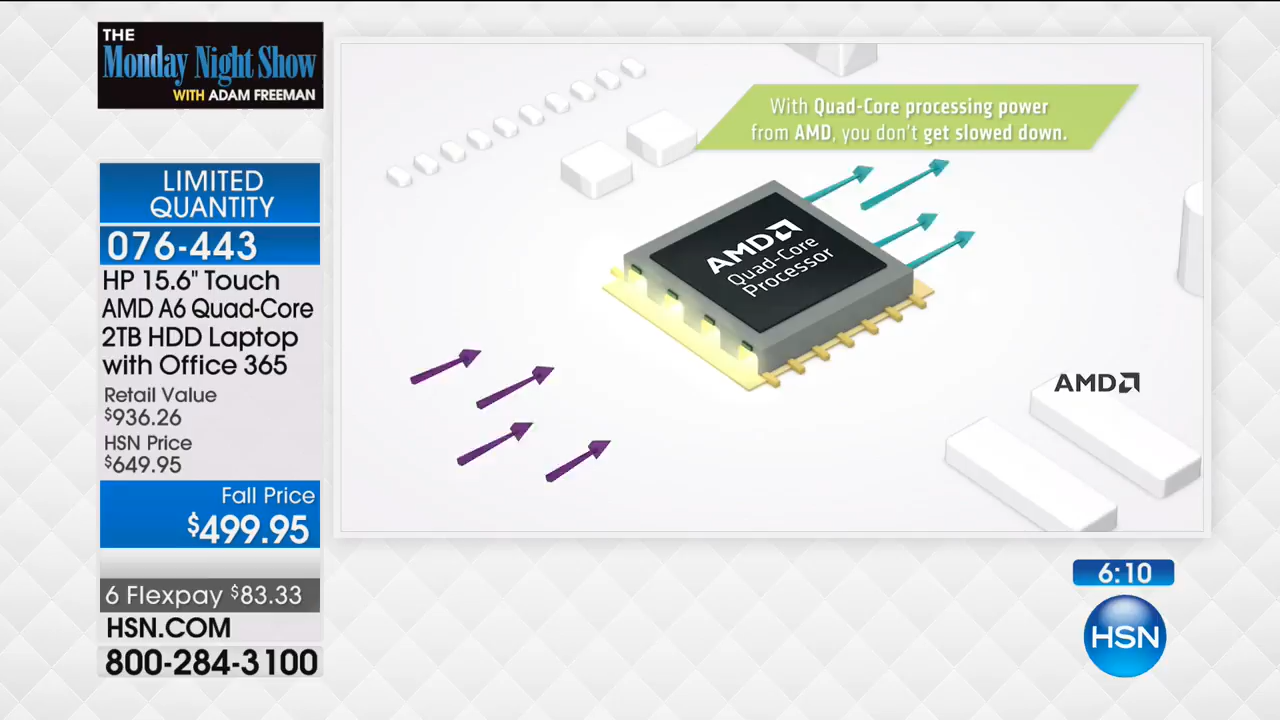 THE
Monday Night Show
WITH ADAM FREEMAN
LIMITED
QUANTITY
076-443
HP 15.6" Touch
AMD A6 Quad-Core
2TB HDD Laptop
with Office 365
Retail Value
$936.26
HSN Price
$649.95
Fall Price
$499.95
6 Flexpay $83.33
HSN.COM
800-284-3100
With Quad-Core processing power
from AMD, you don't get slowed down.
AMD
Quad-Core
Processor
AMD
6:10
HSN